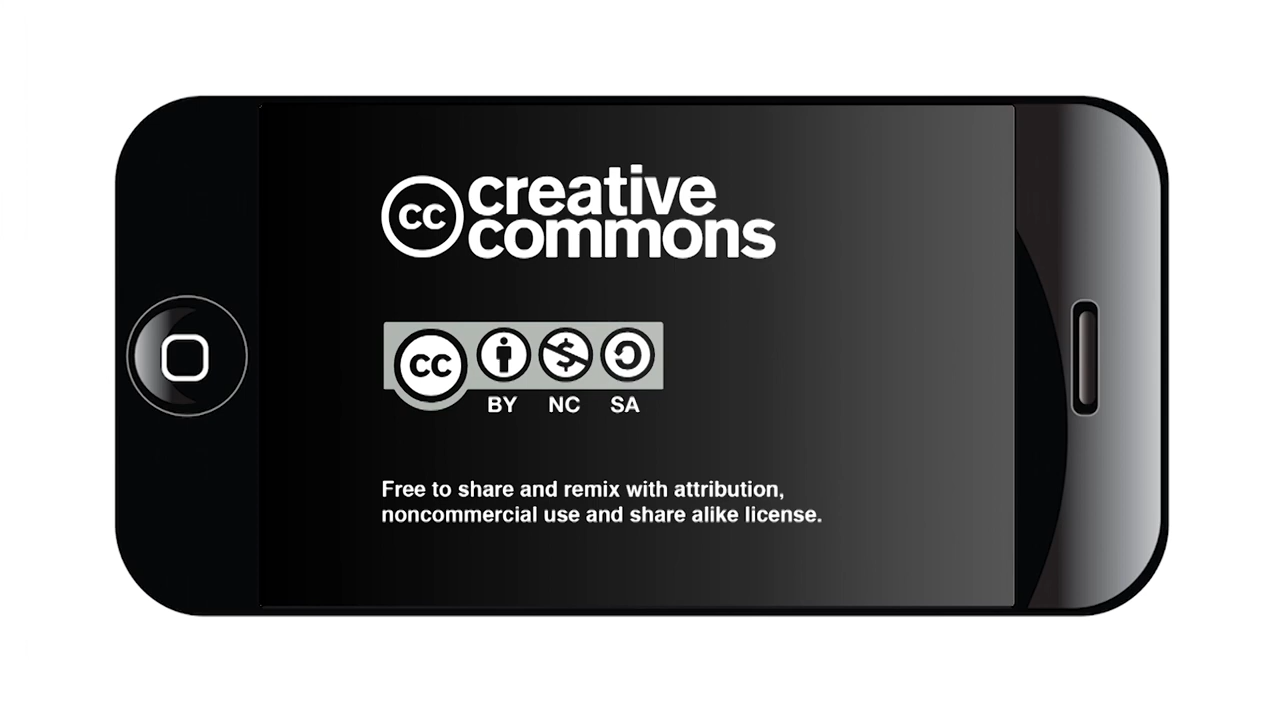 cc creative
commons
cc
BY NC SA
Free to share and remix with attribution,
noncommercial use and share alike license.